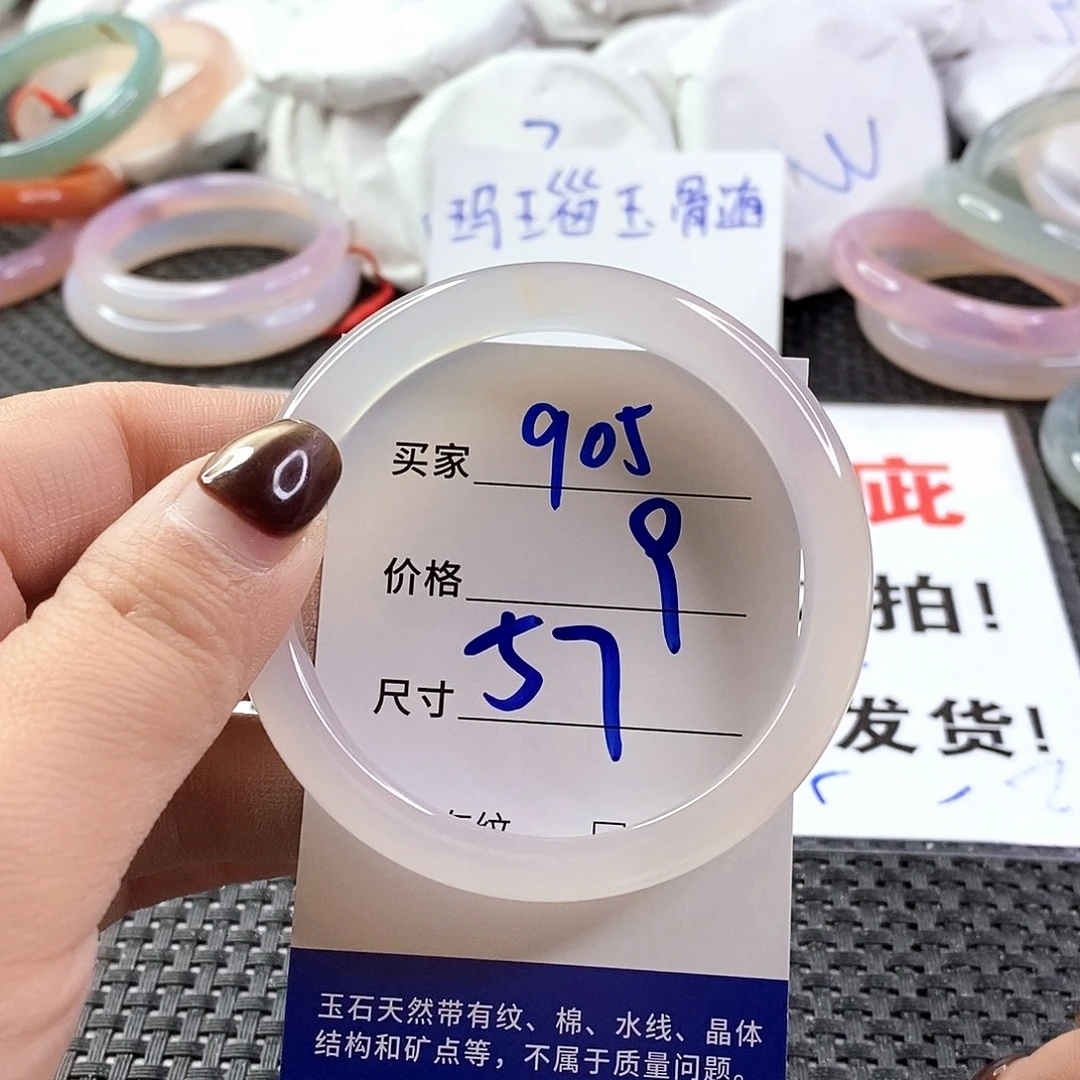 玛瑙玉骨髓
买家 905
价格 9
尺寸 57
疵
拍!
发货!
玉石天然带有纹、棉、水线、晶体
结构和矿点等，不属于质量问题。